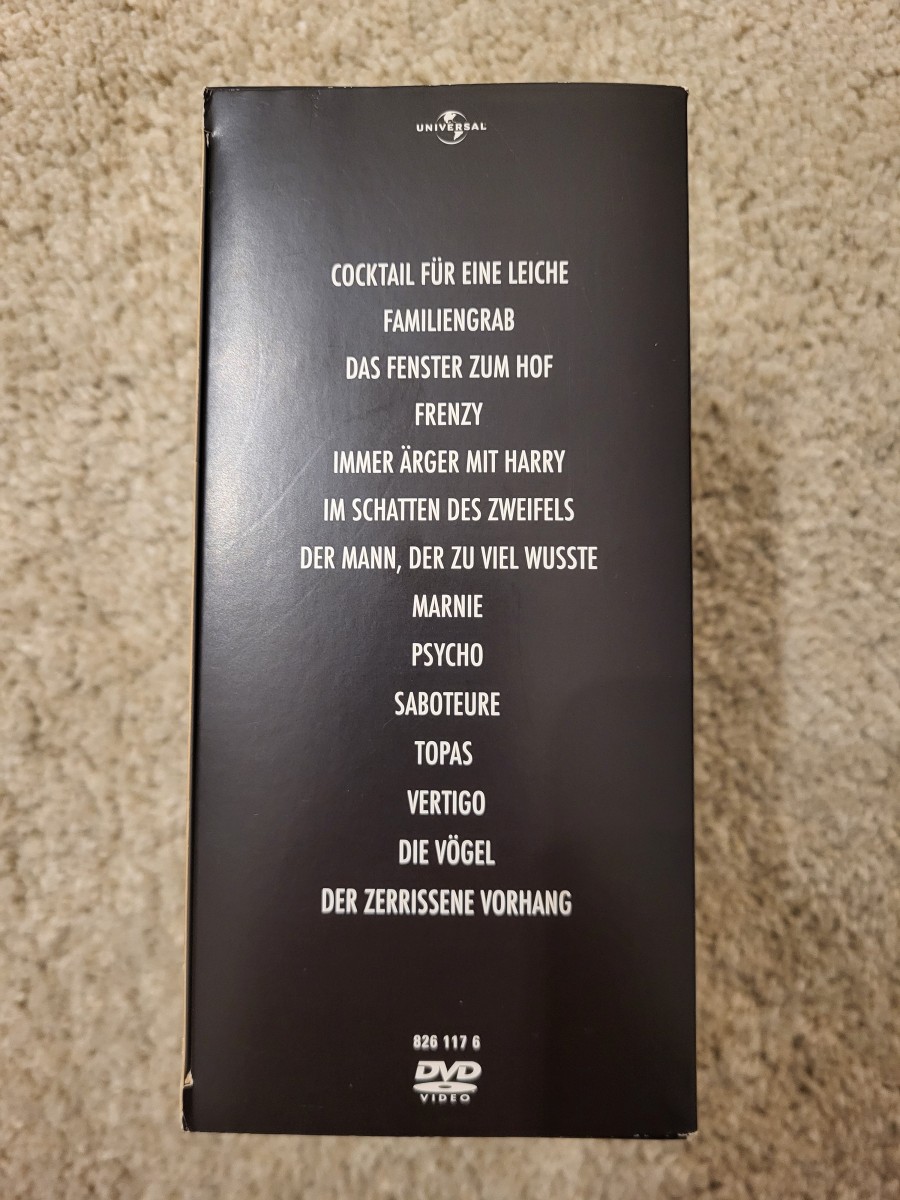 UNIVERSAL
COCKTAIL FÜR EINE LEICHE
FAMILIENGRAB
DAS FENSTER ZUM HOF
FRENZY
IMMER ÄRGER MIT HARRY
IM SCHATTEN DES ZWEIFELS
DER MANN, DER ZU VIEL WUSSTE
MARNIE
PSYCHO
SABOTEURE
TOPAS
VERTIGO
DIE VÖGEL
DER ZERRISSENE VORHANG
826 117 6
DVD
VIDEO